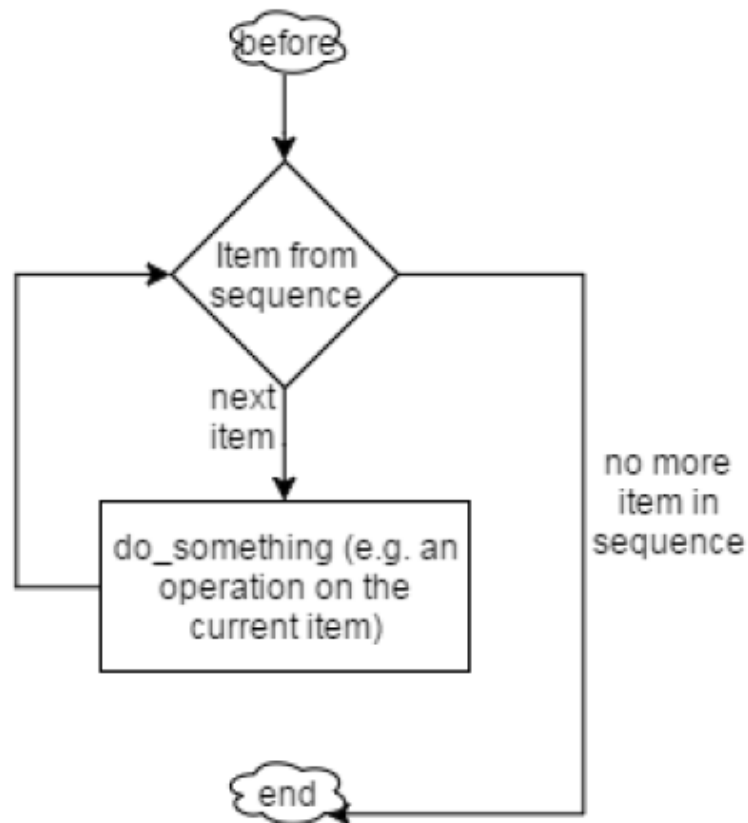 before
Item from
sequence
next
item
no more
item in
sequence
do_something (e.g. an
operation on the
current item)
end